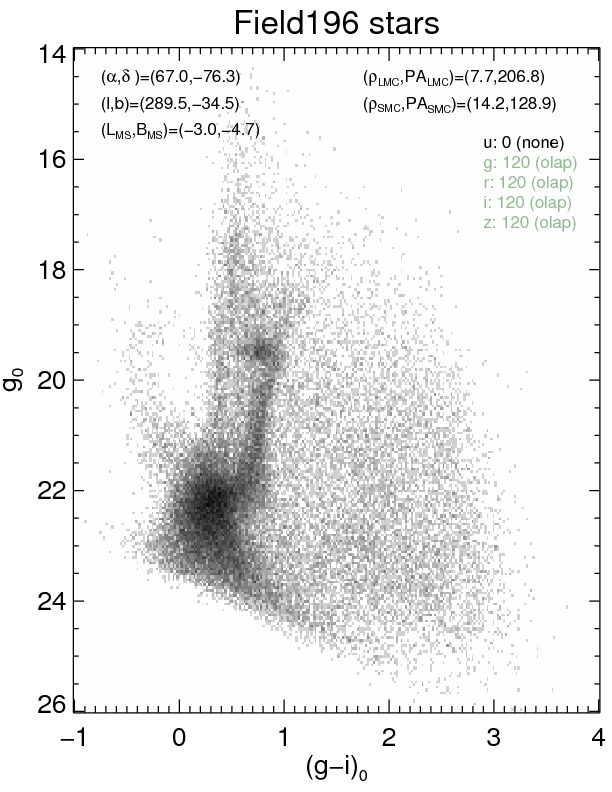 Field196 stars
(α,δ)=(67.0,−76.3)
(ρLMC,PALMC)=(7.7,206.8)
(l,b)=(289.5,−34.5)
(ρSMC,PASMC)=(14.2,128.9)
(LMS,BMS)=(−3.0,−4.7)
u: 0 (none)
g: 120 (olap)
r: 120 (olap)
i: 120 (olap)
z: 120 (olap)
14
16
18
20
22
24
26
g0
−1 0 1 2 3 4
(g−i)0